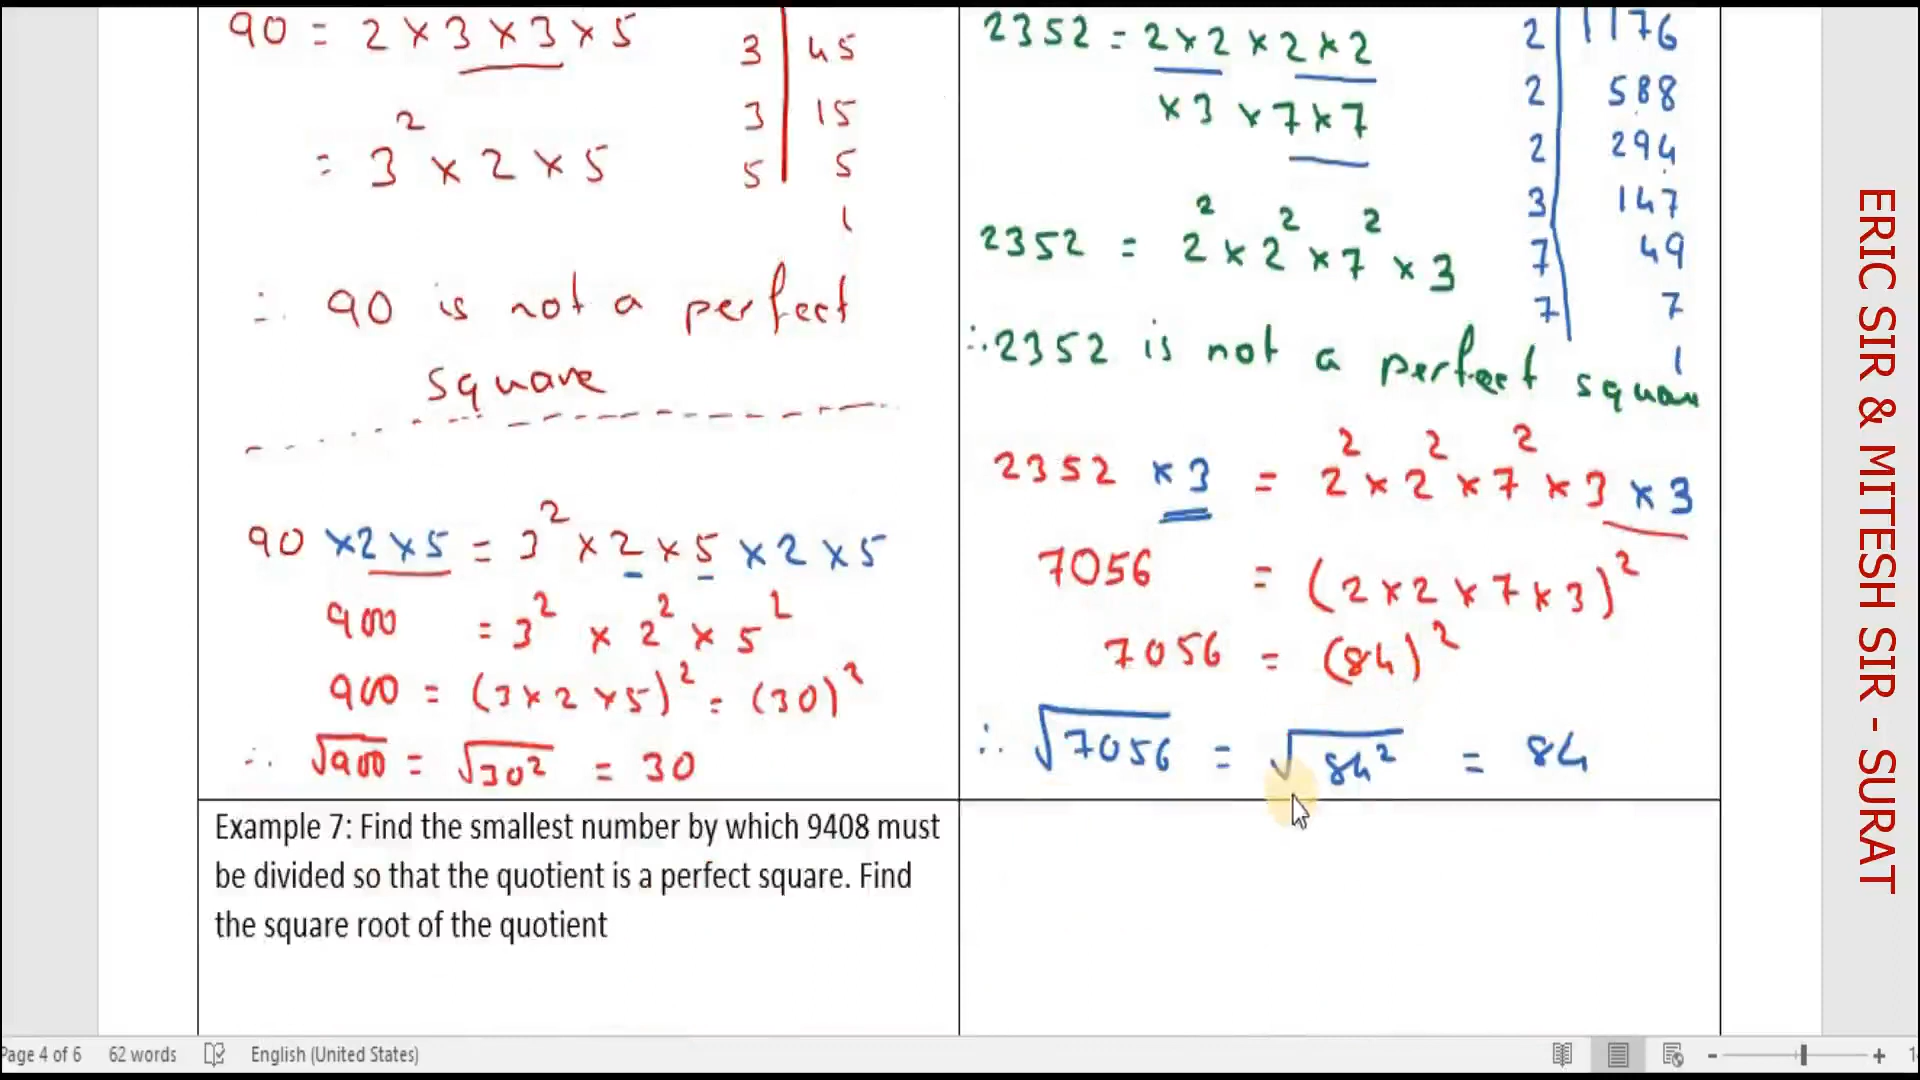 90 = 2 × 3 × 3 × 5
3 | 45
3 | 15
= 3² × 2 × 5
5 | 5
1
∴ 90 is not a perfect
square
90 × 2 × 5 = 3² × 2 × 5 × 2 × 5
900 = 3² × 2² × 5²
900 = (3 × 2 × 5)² = (30)²
∴ √900 = √30² = 30
2352 = 2 × 2 × 2 × 2
× 3 × 7 × 7
2 | 1176
2 | 588
2 | 294
3 | 147
7 | 49
7 | 7
1
2352 = 2² × 2² × 7² × 3
∴ 2352 is not a perfect square
2352 × 3 = 2² × 2² × 7² × 3 × 3
7056 = (2 × 2 × 7 × 3)²
7056 = (84)²
∴ √7056 = √84² = 84
Example 7: Find the smallest number by which 9408 must
be divided so that the quotient is a perfect square. Find
the square root of the quotient
ERIC SIR & MITESH SIR - SURAT
Page 4 of 6 62 words English (United States)